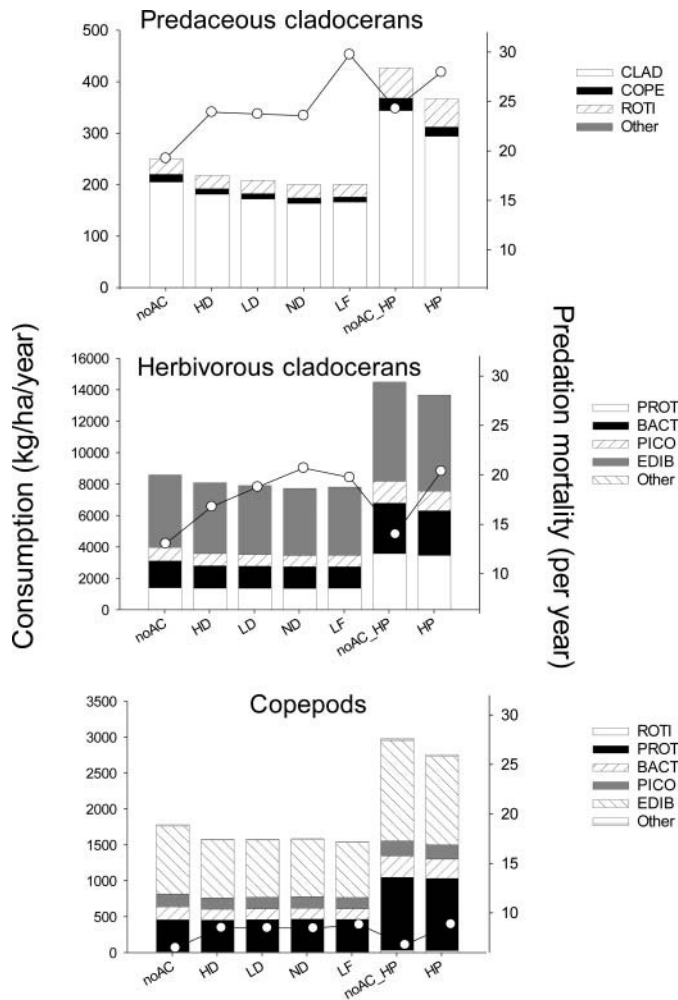 Predaceous cladocerans
500
400
300
200
100
0
30
25
20
15
10
noAC
HD
LD
ND
LF
noAC_HP
HP
CLAD
COPE
ROTI
Other
Consumption (kg/ha/year)
Predation mortality (per year)
Herbivorous cladocerans
16000
14000
12000
10000
8000
6000
4000
2000
0
30
25
20
15
10
noAC
HD
LD
ND
LF
noAC_HP
HP
PROT
BACT
PICO
EDIB
Other
Copepods
3500
3000
2500
2000
1500
1000
500
0
30
25
20
15
10
noAC
HD
LD
ND
LF
noAC_HP
HP
ROTI
PROT
BACT
PICO
EDIB
Other